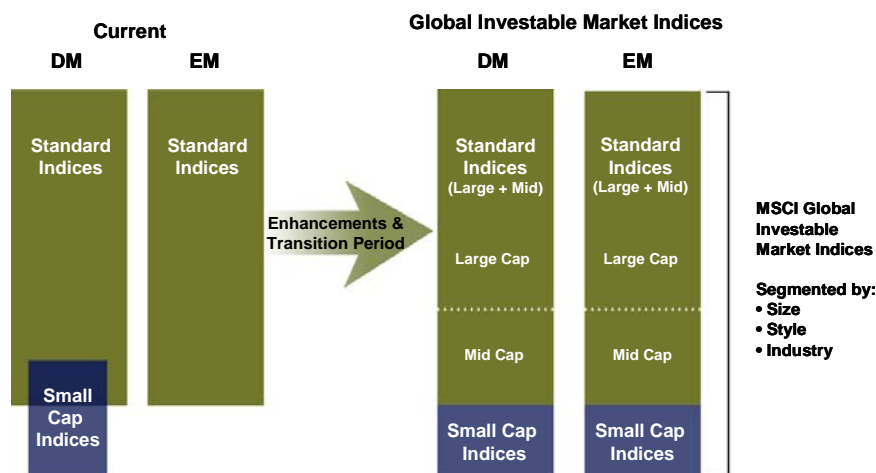 Current
DM
EM
Standard
Indices
Standard
Indices
Small
Cap
Indices
Enhancements &
Transition Period
Global Investable Market Indices
DM
EM
Standard
Indices
(Large + Mid)
Large Cap
Mid Cap
Small Cap
Indices
Standard
Indices
(Large + Mid)
Large Cap
Mid Cap
Small Cap
Indices
MSCI Global
Investable
Market Indices
Segmented by:
• Size
• Style
• Industry